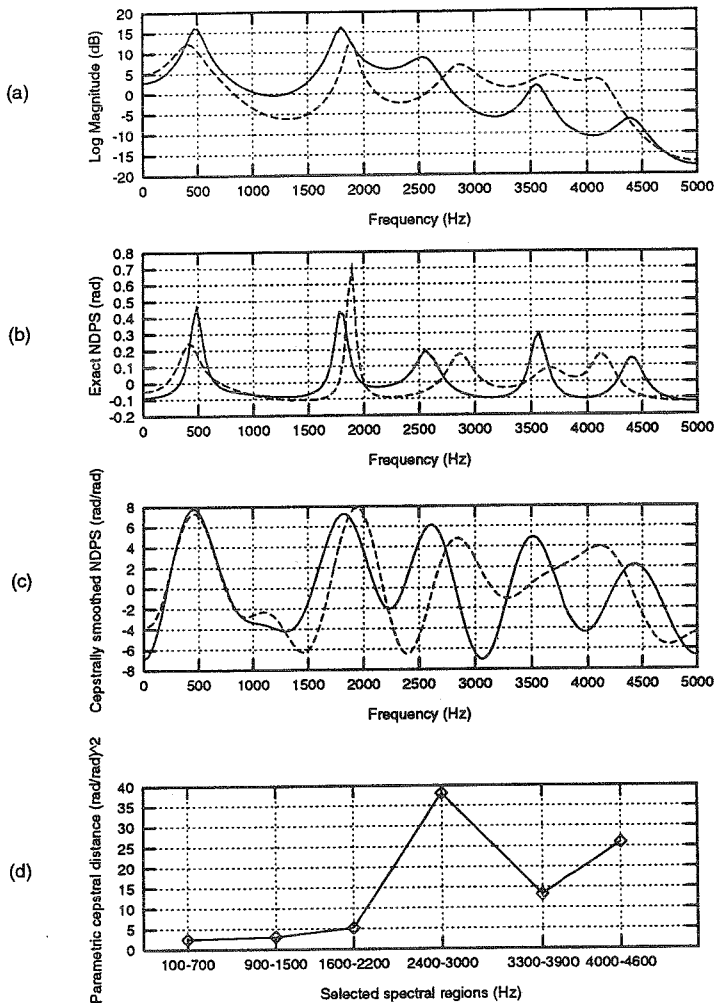 (a)
Log Magnitude (dB)
20
15
10
5
0
-5
-10
-15
-20
0 500 1000 1500 2000 2500 3000 3500 4000 4500 5000
Frequency (Hz)
(b)
Exact NDPS (rad)
0.8
0.7
0.6
0.5
0.4
0.3
0.2
0.1
0
-0.1
-0.2
0 500 1000 1500 2000 2500 3000 3500 4000 4500 5000
Frequency (Hz)
(c)
Cepstrally smoothed NDPS (rad/rad)
8
6
4
2
0
-2
-4
-6
-8
0 500 1000 1500 2000 2500 3000 3500 4000 4500 5000
Frequency (Hz)
(d)
Parametric cepstral distance (rad/rad)^2
40
35
30
25
20
15
10
5
0
100-700 900-1500 1600-2200 2400-3000 3300-3900 4000-4600
Selected spectral regions (Hz)